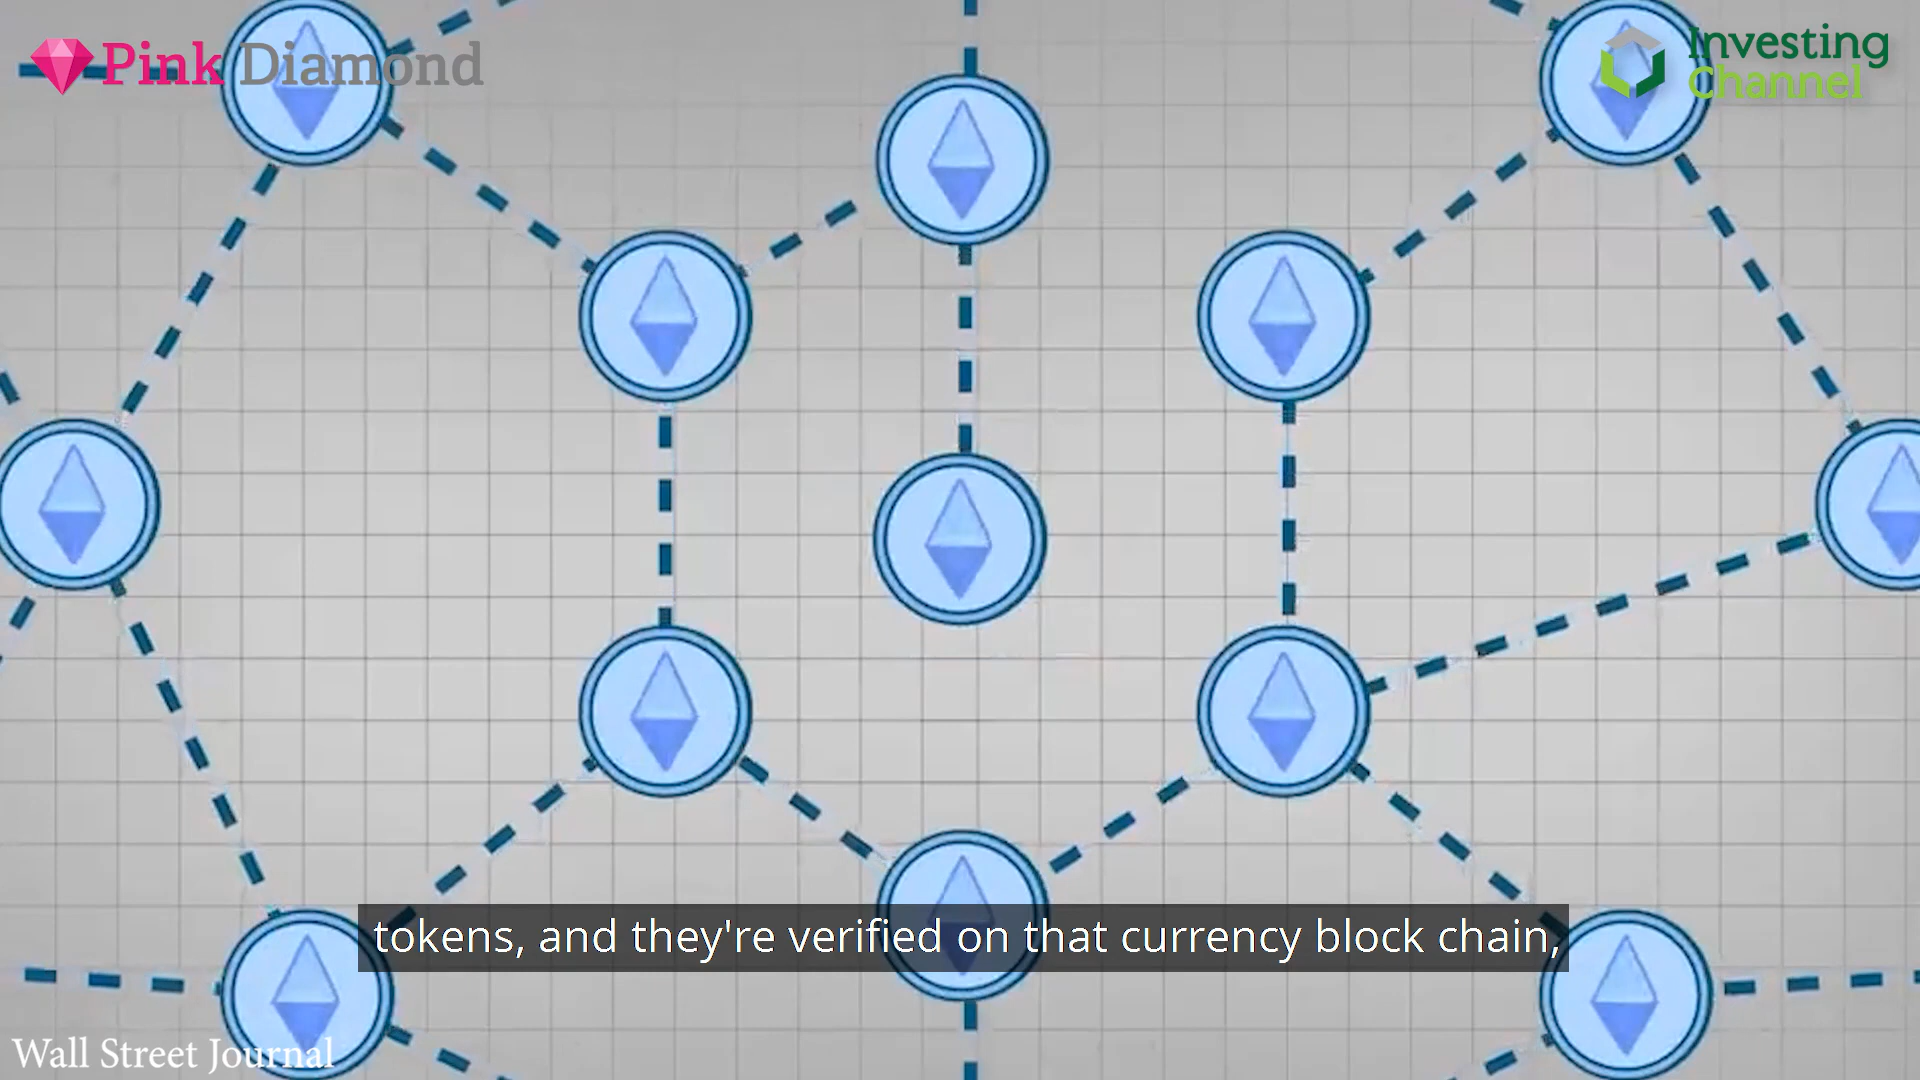 Pink Diamond
Investing
Channel
tokens, and they're verified on that currency block chain,
Wall Street Journal